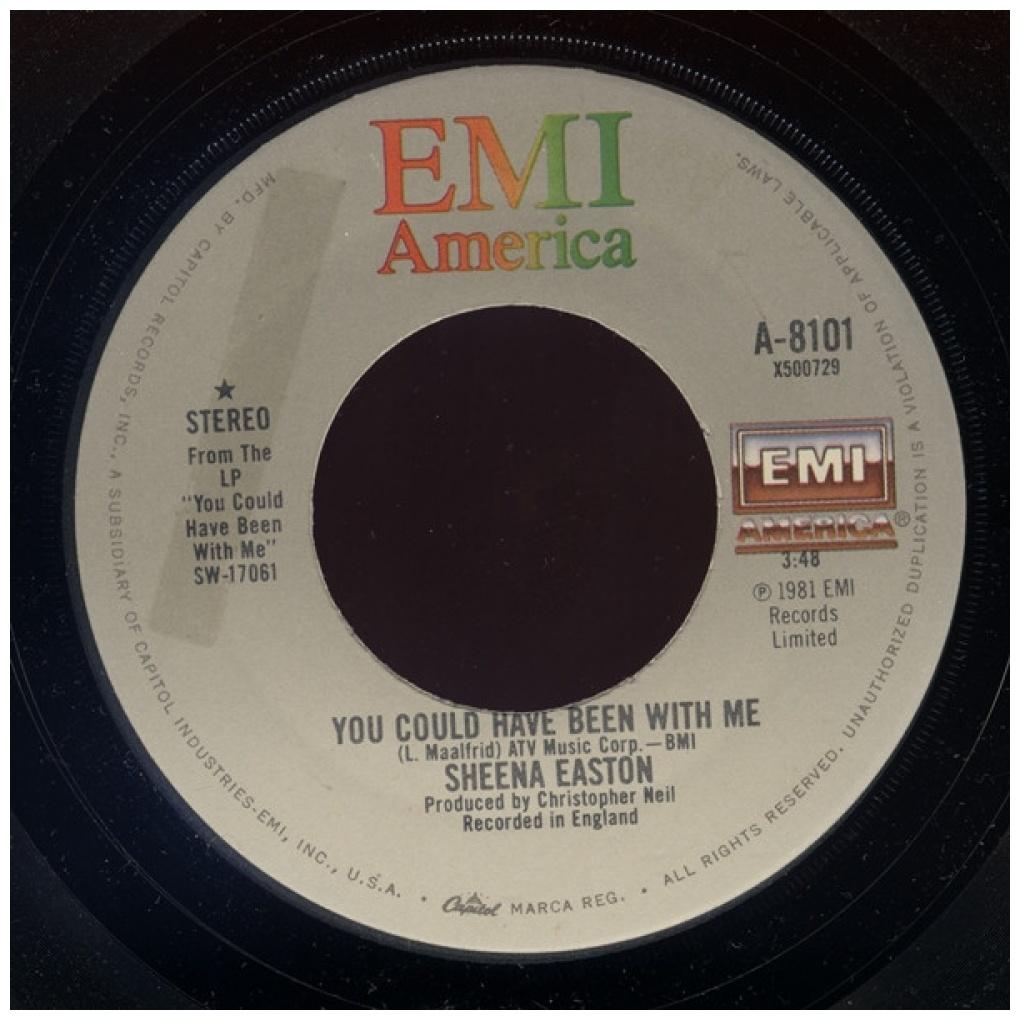 EMI
America
MFD. BY CAPITOL RECORDS, INC., A SUBSIDIARY OF CAPITOL INDUSTRIES-EMI, INC., U.S.A. • Capitol MARCA REG. • ALL RIGHTS RESERVED. UNAUTHORIZED DUPLICATION IS A VIOLATION OF APPLICABLE LAWS.
★
STEREO
From The
LP
"You Could
Have Been
With Me"
SW-17061
A-8101
X500729
EMI
AMERICA®
3:48
℗ 1981 EMI
Records
Limited
YOU COULD HAVE BEEN WITH ME
(L. Maalfrid) ATV Music Corp.—BMI
SHEENA EASTON
Produced by Christopher Neil
Recorded in England